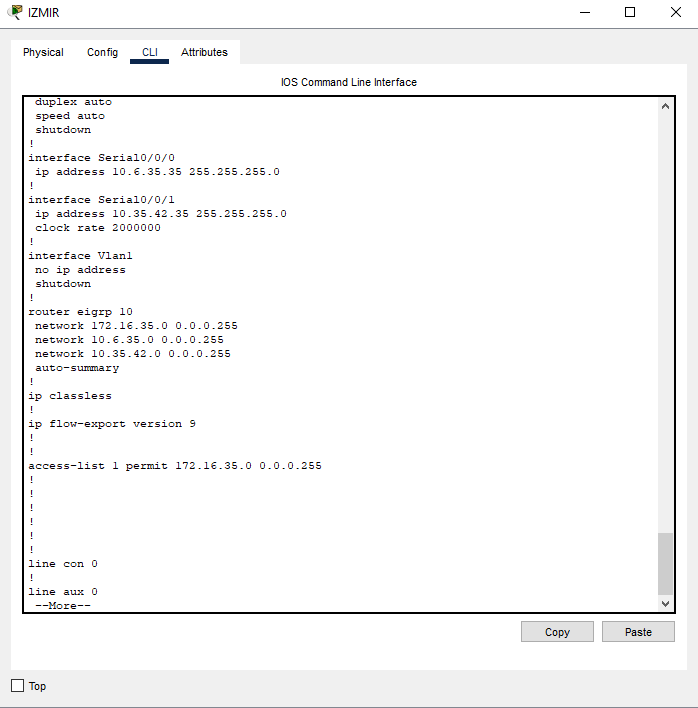 IZMIR
Physical Config CLI Attributes
IOS Command Line Interface
duplex auto
speed auto
shutdown
!
interface Serial0/0/0
ip address 10.6.35.35 255.255.255.0
!
interface Serial0/0/1
ip address 10.35.42.35 255.255.255.0
clock rate 2000000
!
interface Vlan1
no ip address
shutdown
!
router eigrp 10
network 172.16.35.0 0.0.0.255
network 10.6.35.0 0.0.0.255
network 10.35.42.0 0.0.0.255
auto-summary
!
ip classless
!
ip flow-export version 9
!
!
access-list 1 permit 172.16.35.0 0.0.0.255
!
!
!
!
!
!
line con 0
!
line aux 0
--More--
Copy Paste
Top